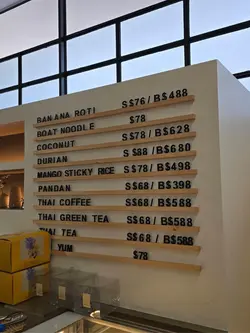 BANANA ROTI S$76/B$488
BOAT NOODLE $78
COCONUT S$78/B$628
DURIAN S$88/B$680
MANGO STICKY RICE S$78/B$498
PANDAN S$68/B$398
THAI COFFEE S$68/B$588
THAI GREEN TEA S$68/B$588
THAI TEA S$68/B$588
YUM $78